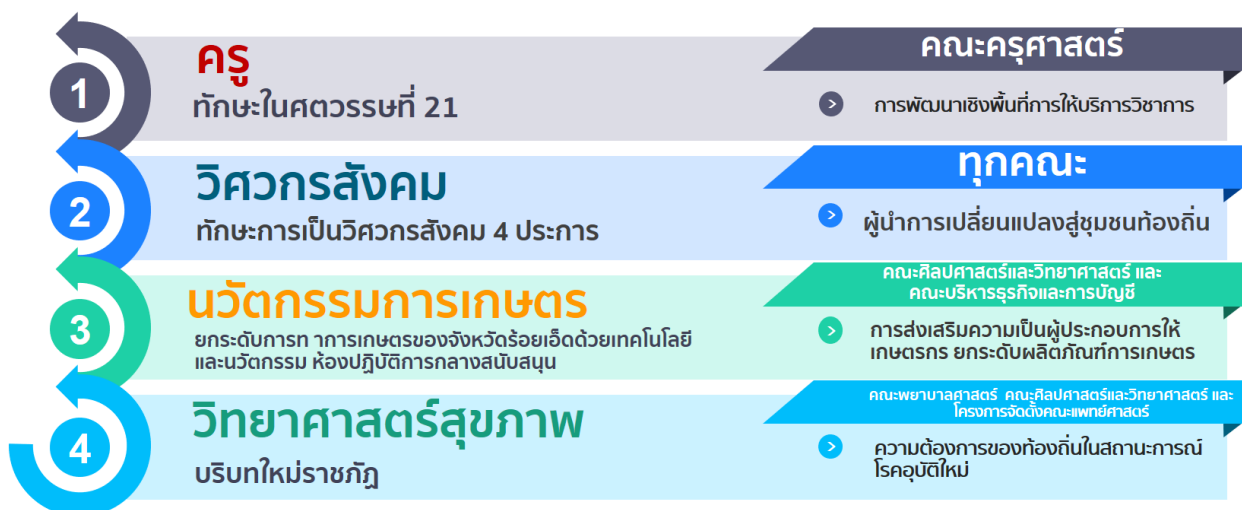 1
ครู
ทักษะในศตวรรษที่ 21
คณะครุศาสตร์
การพัฒนาเชิงพื้นที่การให้บริการวิชาการ
2
วิศวกรสังคม
ทักษะการเป็นวิศวกรสังคม 4 ประการ
ทุกคณะ
ผู้นำการเปลี่ยนแปลงสู่ชุมชนท้องถิ่น
3
นวัตกรรมการเกษตร
ยกระดับการท าการเกษตรของจังหวัดร้อยเอ็ดด้วยเทคโนโลยี
และนวัตกรรม ห้องปฏิบัติการกลางสนับสนุน
คณะศิลปศาสตร์และวิทยาศาสตร์ และ
คณะบริหารธุรกิจและการบัญชี
การส่งเสริมความเป็นผู้ประกอบการให้
เกษตรกร ยกระดับผลิตภัณฑ์การเกษตร
4
วิทยาศาสตร์สุขภาพ
บริบทใหม่ราชภัฏ
คณะพยาบาลศาสตร์ คณะศิลปศาสตร์และวิทยาศาสตร์ และ
โครงการจัดตั้งคณะแพทย์ศาสตร์
ความต้องการของท้องถิ่นในสถานะการณ์
โรคอุบัติใหม่